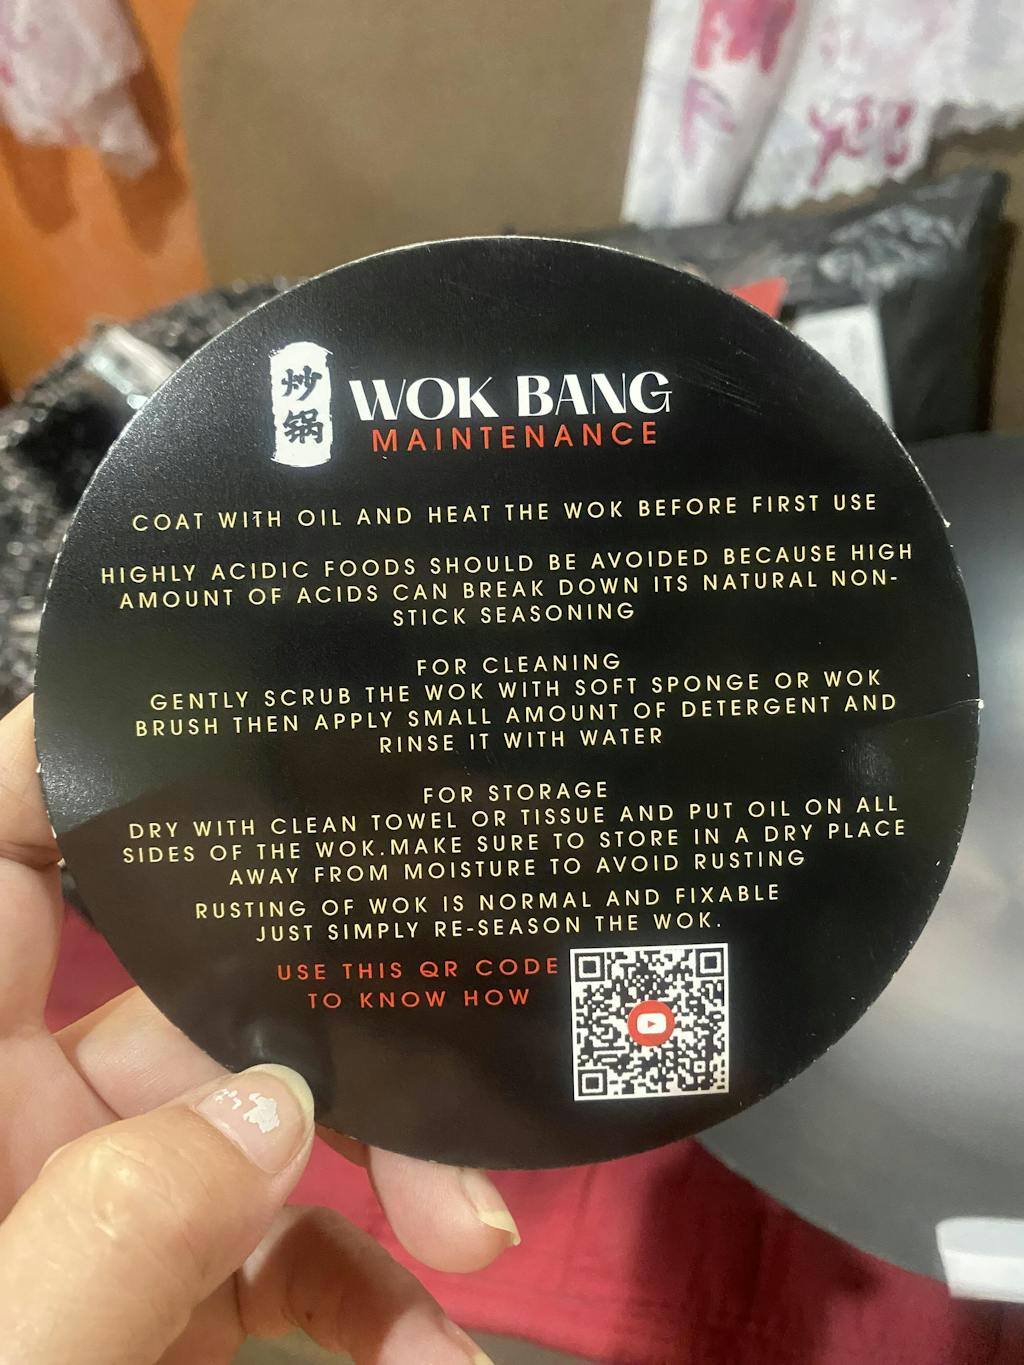 炒
锅
WOK BANG
MAINTENANCE
COAT WITH OIL AND HEAT THE WOK BEFORE FIRST USE
HIGHLY ACIDIC FOODS SHOULD BE AVOIDED BECAUSE HIGH
AMOUNT OF ACIDS CAN BREAK DOWN ITS NATURAL NON-
STICK SEASONING
FOR CLEANING
GENTLY SCRUB THE WOK WITH SOFT SPONGE OR WOK
BRUSH THEN APPLY SMALL AMOUNT OF DETERGENT AND
RINSE IT WITH WATER
FOR STORAGE
DRY WITH CLEAN TOWEL OR TISSUE AND PUT OIL ON ALL
SIDES OF THE WOK.MAKE SURE TO STORE IN A DRY PLACE
AWAY FROM MOISTURE TO AVOID RUSTING
RUSTING OF WOK IS NORMAL AND FIXABLE
JUST SIMPLY RE-SEASON THE WOK.
USE THIS QR CODE
TO KNOW HOW